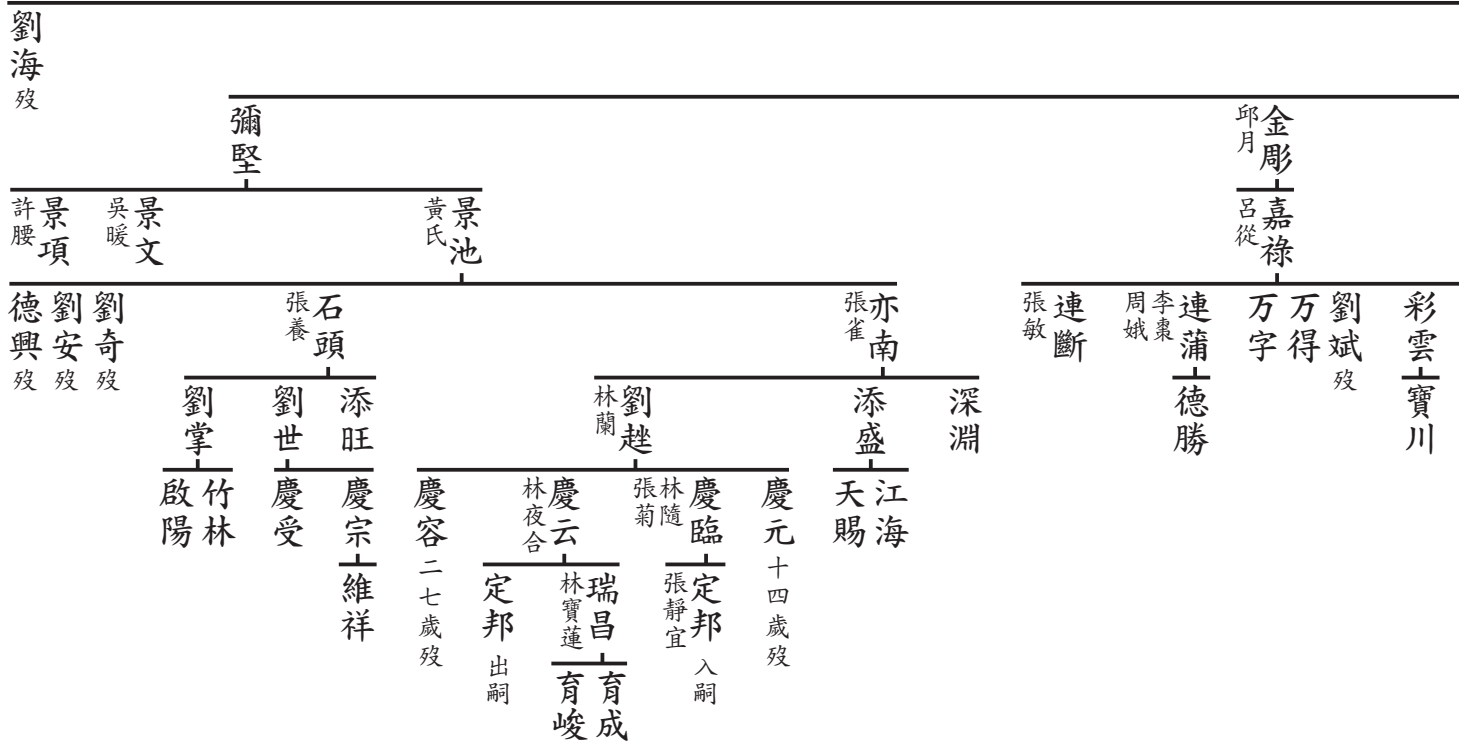 劉海 歿
金彫
邱月
彌堅
嘉祿
呂從
景池
黃氏
景文
吳暖
景項
許腰
彩雲
劉斌 歿
万得
万字
連蒲
李棗
周娥
連斷
張敏
亦南
張雀
石頭
張養
劉奇 歿
劉安 歿
德興 歿
寶川
德勝
深淵
添盛
劉趖
林蘭
添旺
劉世
劉掌
江海
天賜
慶元 十四歲歿
慶臨
林隨
張菊
慶云
林夜合
慶容 二七歲歿
慶宗
慶受
竹林
啟陽
定邦 入嗣
張靜宜
瑞昌
林寶蓮
定邦 出嗣
維祥
育成
育峻